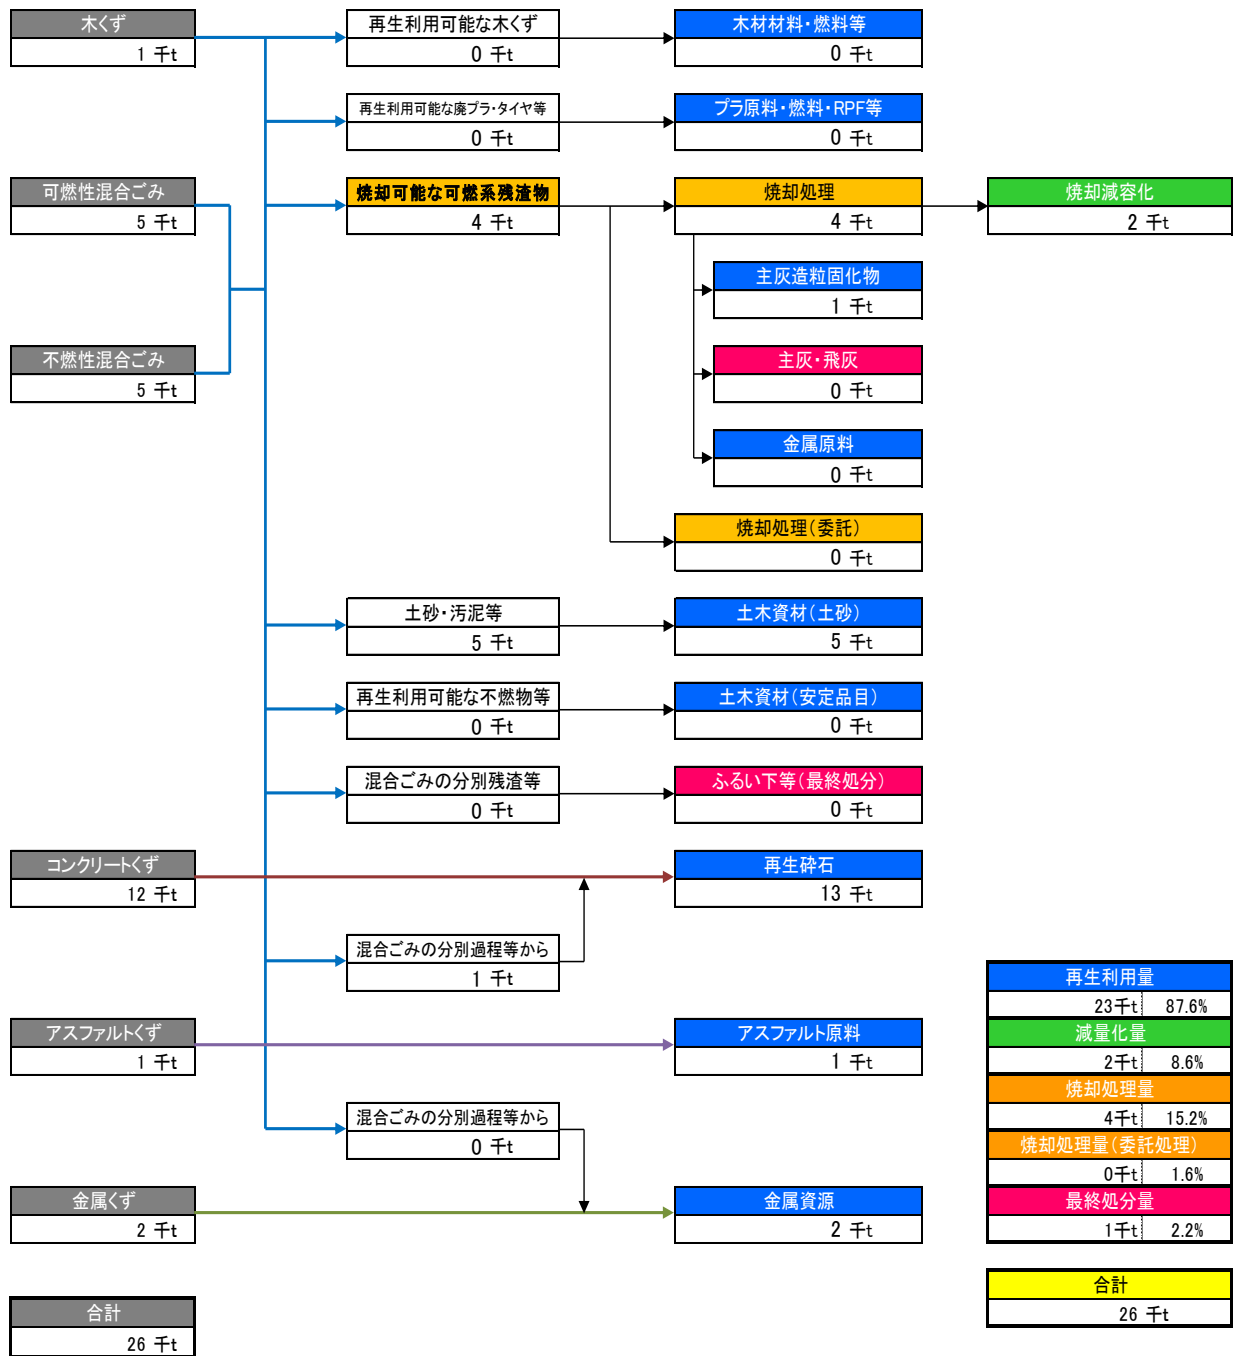 木くず
1 千t
再生利用可能な木くず
0 千t
木材材料・燃料等
0 千t
再生利用可能な廃プラ・タイヤ等
0 千t
プラ原料・燃料・RPF等
0 千t
可燃性混合ごみ
5 千t
焼却可能な可燃系残渣物
4 千t
焼却処理
4 千t
焼却減容化
2 千t
主灰造粒固化物
1 千t
不燃性混合ごみ
5 千t
主灰・飛灰
0 千t
金属原料
0 千t
焼却処理(委託)
0 千t
土砂・汚泥等
5 千t
土木資材(土砂)
5 千t
再生利用可能な不燃物等
0 千t
土木資材(安定品目)
0 千t
混合ごみの分別残渣等
0 千t
ふるい下等(最終処分)
0 千t
コンクリートくず
12 千t
再生砕石
13 千t
混合ごみの分別過程等から
1 千t
アスファルトくず
1 千t
アスファルト原料
1 千t
混合ごみの分別過程等から
0 千t
金属くず
2 千t
金属資源
2 千t
合計
26 千t
再生利用量
23千t 87.6%
減量化量
2千t 8.6%
焼却処理量
4千t 15.2%
焼却処理量(委託処理)
0千t 1.6%
最終処分量
1千t 2.2%
合計
26 千t